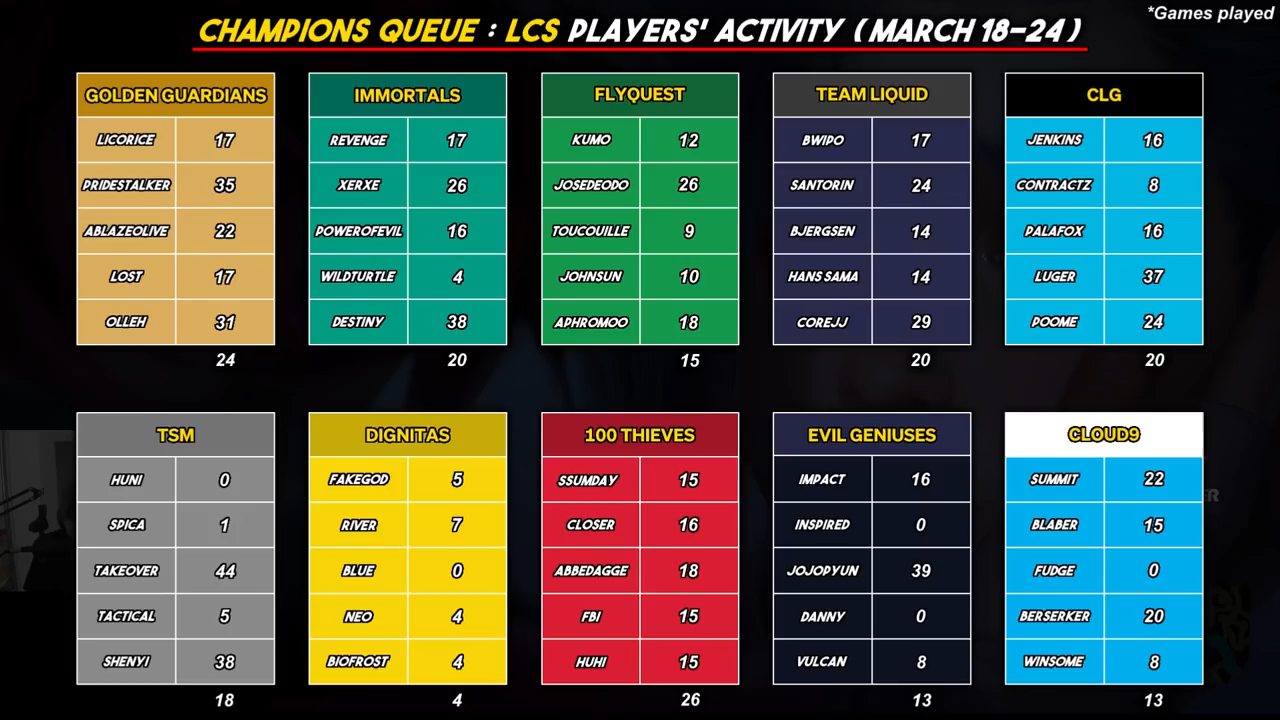 *Games played
CHAMPIONS QUEUE : LCS PLAYERS' ACTIVITY (MARCH 18-24)
GOLDEN GUARDIANS
LICORICE 17
PRIDESTALKER 35
ABLAZEOLIVE 22
LOST 17
OLLEH 31
24
IMMORTALS
REVENGE 17
XERXE 26
POWEROFEVIL 16
WILDTURTLE 4
DESTINY 38
20
FLYQUEST
KUMO 12
JOSEDEODO 26
TOUCOUILLE 9
JOHNSUN 10
APHROMOO 18
15
TEAM LIQUID
BWIPO 17
SANTORIN 24
BJERGSEN 14
HANS SAMA 14
COREJJ 29
20
CLG
JENKINS 16
CONTRACTZ 8
PALAFOX 16
LUGER 37
POOME 24
20
TSM
HUNI 0
SPICA 1
TAKEOVER 44
TACTICAL 5
SHENYI 38
18
DIGNITAS
FAKEGOD 5
RIVER 7
BLUE 0
NEO 4
BIOFROST 4
4
100 THIEVES
SSUMDAY 15
CLOSER 16
ABBEDAGGE 18
FBI 15
HUHI 15
26
EVIL GENIUSES
IMPACT 16
INSPIRED 0
JOJOPYUN 39
DANNY 0
VULCAN 8
13
CLOUD9
SUMMIT 22
BLABER 15
FUDGE 0
BERSERKER 20
WINSOME 8
13